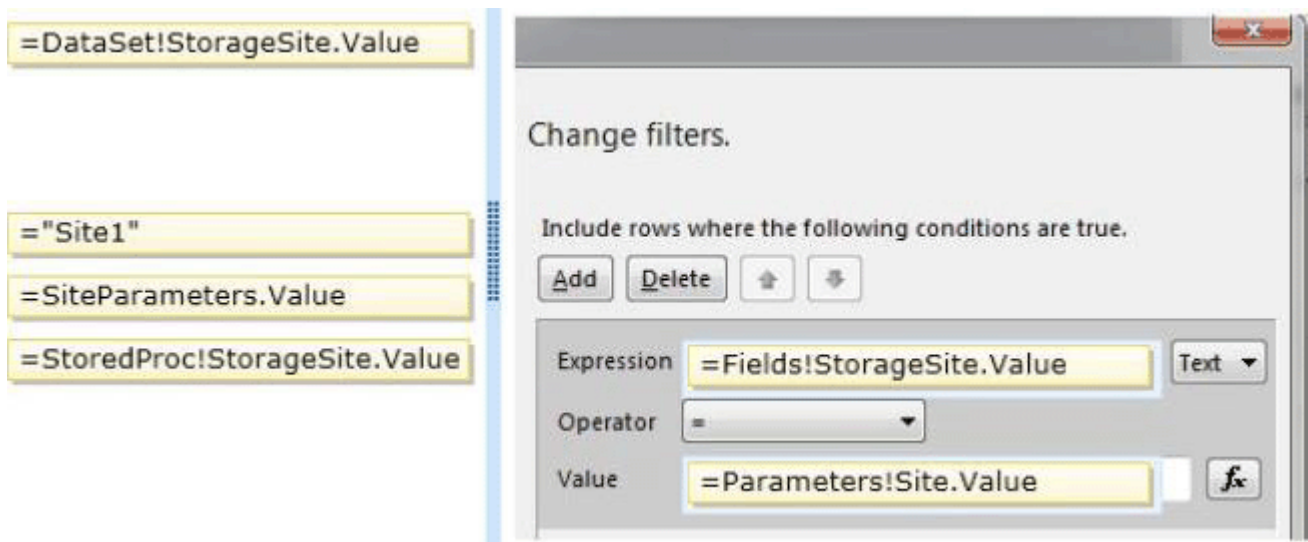 =DataSet!StorageSite.Value
="Site1"
=SiteParameters.Value
=StoredProc!StorageSite.Value
x
Change filters.
Include rows where the following conditions are true.
Add Delete
Expression =Fields!StorageSite.Value Text
Operator =
Value =Parameters!Site.Value fx